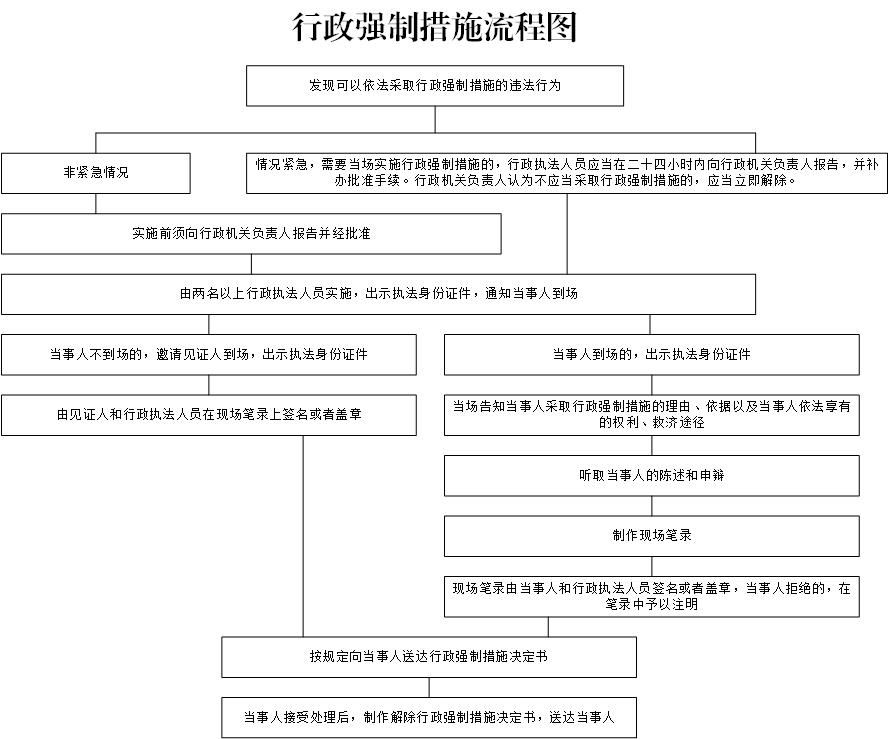 行政强制措施流程图
发现可以依法采取行政强制措施的违法行为
非紧急情况
情况紧急，需要当场实施行政强制措施的，行政执法人员应当在二十四小时内向行政机关负责人报告，并补
办批准手续。行政机关负责人认为不应当采取行政强制措施的，应当立即解除。
实施前须向行政机关负责人报告并经批准
由两名以上行政执法人员实施，出示执法身份证件，通知当事人到场
当事人不到场的，邀请见证人到场，出示执法身份证件
当事人到场的，出示执法身份证件
由见证人和行政执法人员在现场笔录上签名或者盖章
当场告知当事人采取行政强制措施的理由、依据以及当事人依法享有
的权利、救济途径
听取当事人的陈述和申辩
制作现场笔录
现场笔录由当事人和行政执法人员签名或者盖章，当事人拒绝的，在
笔录中予以注明
按规定向当事人送达行政强制措施决定书
当事人接受处理后，制作解除行政强制措施决定书，送达当事人